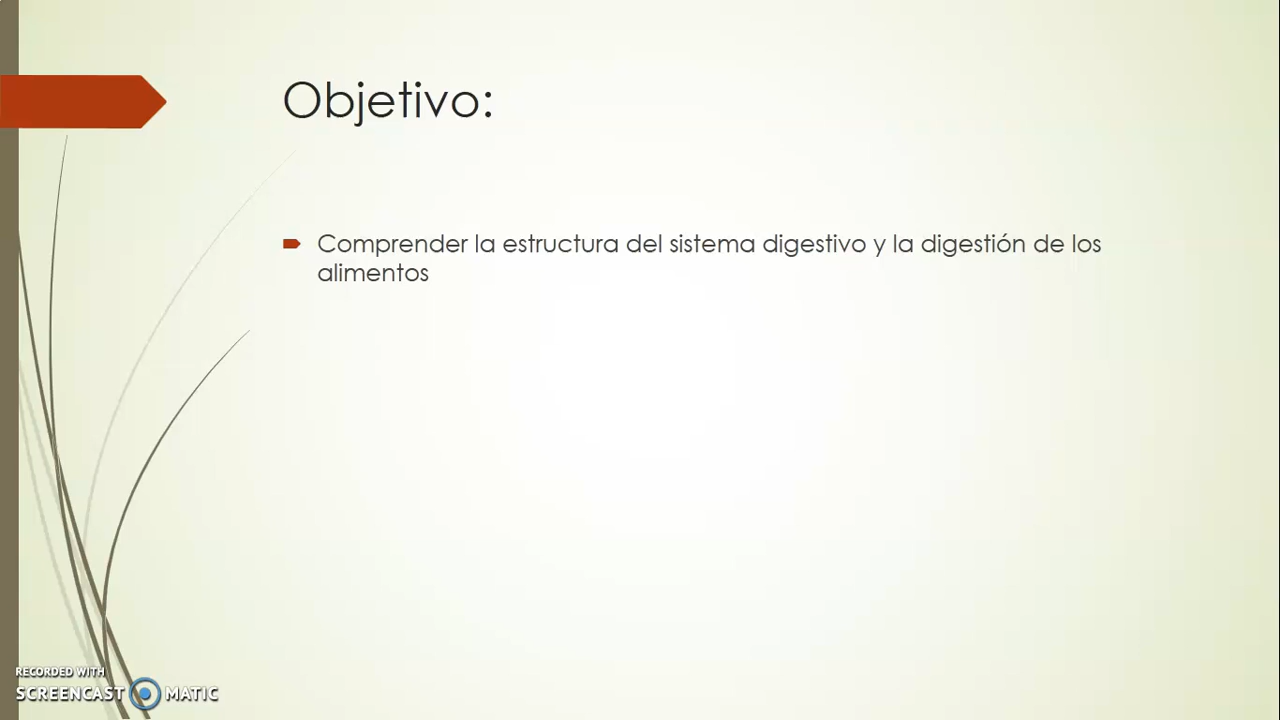 Objetivo:
Comprender la estructura del sistema digestivo y la digestión de los
alimentos
RECORDED WITH
SCREENCAST MATIC